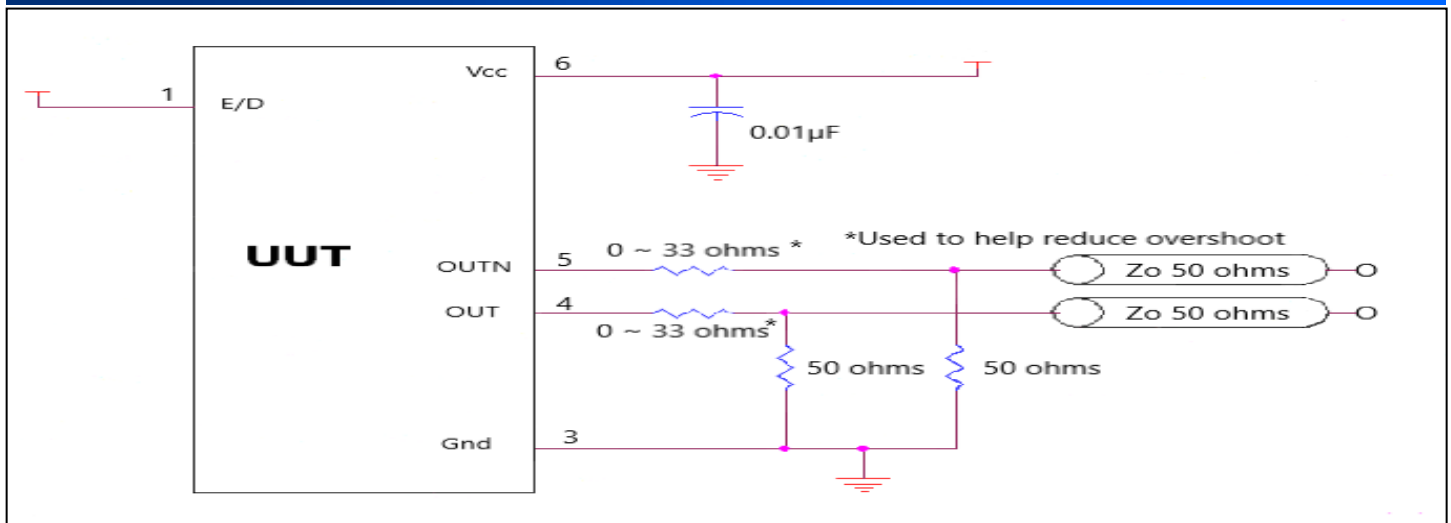 Vcc
6
1
E/D
0.01µF
UUT
0 ~ 33 ohms *
*Used to help reduce overshoot
OUTN
5
Zo 50 ohms
OUT
4
Zo 50 ohms
0 ~ 33 ohms*
50 ohms
50 ohms
Gnd
3